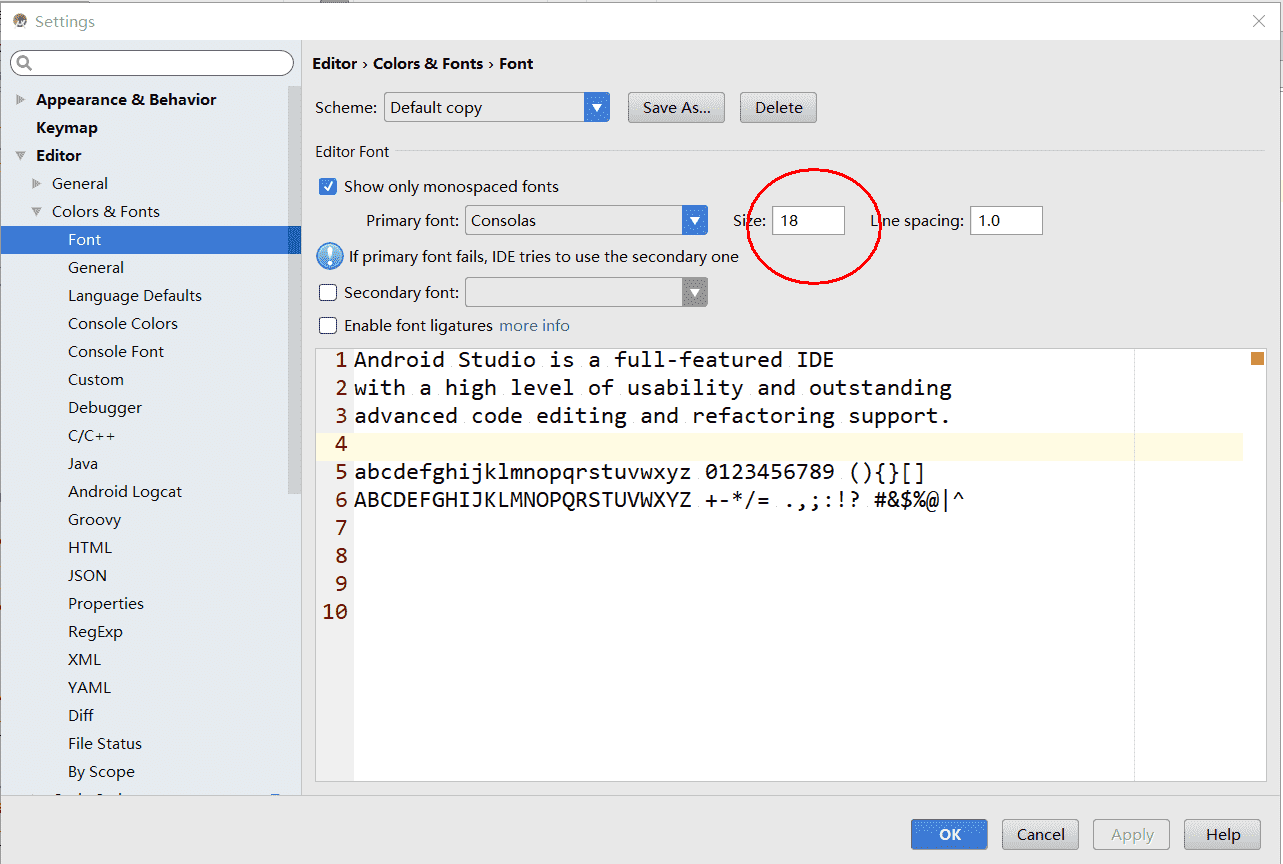 Settings
Editor › Colors & Fonts › Font
Appearance & Behavior
Keymap
Editor
General
Colors & Fonts
Font
General
Language Defaults
Console Colors
Console Font
Custom
Debugger
C/C++
Java
Android Logcat
Groovy
HTML
JSON
Properties
RegExp
XML
YAML
Diff
File Status
By Scope
Scheme: Default copy Save As... Delete
Editor Font
Show only monospaced fonts
Primary font: Consolas Size: 18 Line spacing: 1.0
If primary font fails, IDE tries to use the secondary one
Secondary font:
Enable font ligatures more info
1 Android Studio is a full-featured IDE
2 with a high level of usability and outstanding
3 advanced code editing and refactoring support.
4
5 abcdefghijklmnopqrstuvwxyz 0123456789 (){}[]
6 ABCDEFGHIJKLMNOPQRSTUVWXYZ +-*/= .,;:!? #&$%@|^
7
8
9
10
OK Cancel Apply Help